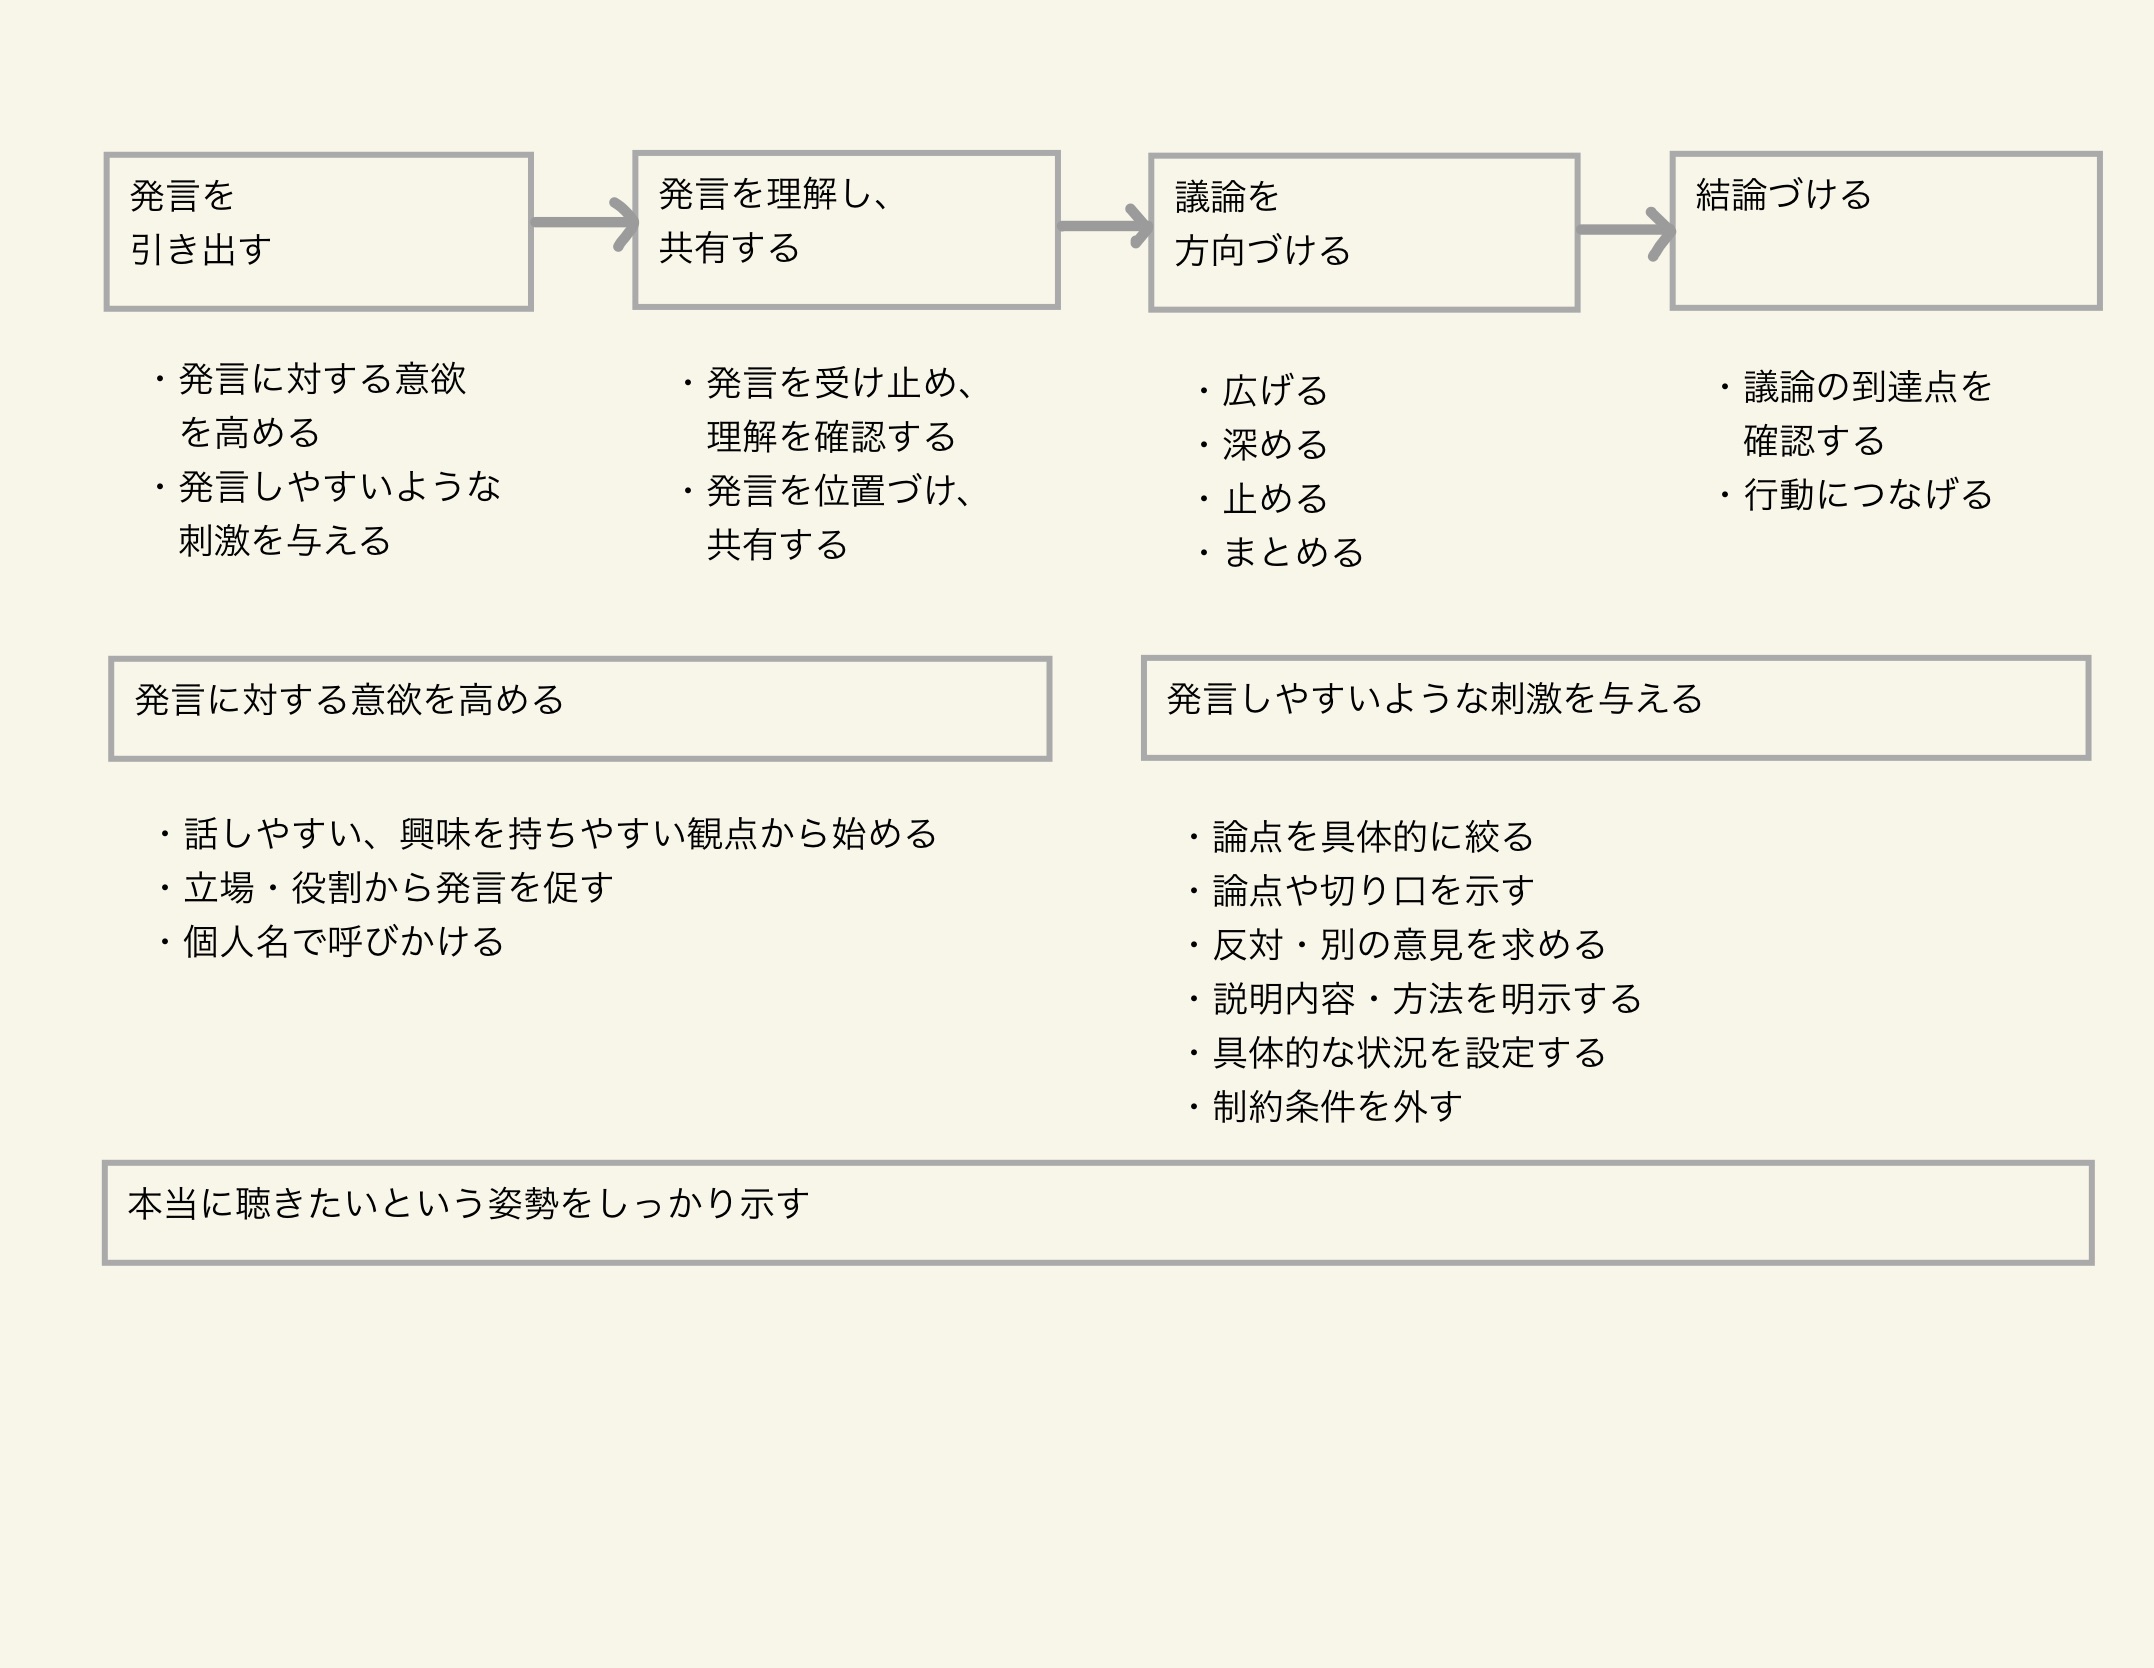 発言を
引き出す
発言を理解し、
共有する
議論を
方向づける
結論づける
・発言に対する意欲
を高める
・発言しやすいような
刺激を与える
・発言を受け止め、
理解を確認する
・発言を位置づけ、
共有する
・広げる
・深める
・止める
・まとめる
・議論の到達点を
確認する
・行動につなげる
発言に対する意欲を高める
・話しやすい、興味を持ちやすい観点から始める
・立場・役割から発言を促す
・個人名で呼びかける
発言しやすいような刺激を与える
・論点を具体的に絞る
・論点や切り口を示す
・反対・別の意見を求める
・説明内容・方法を明示する
・具体的な状況を設定する
・制約条件を外す
本当に聴きたいという姿勢をしっかり示す